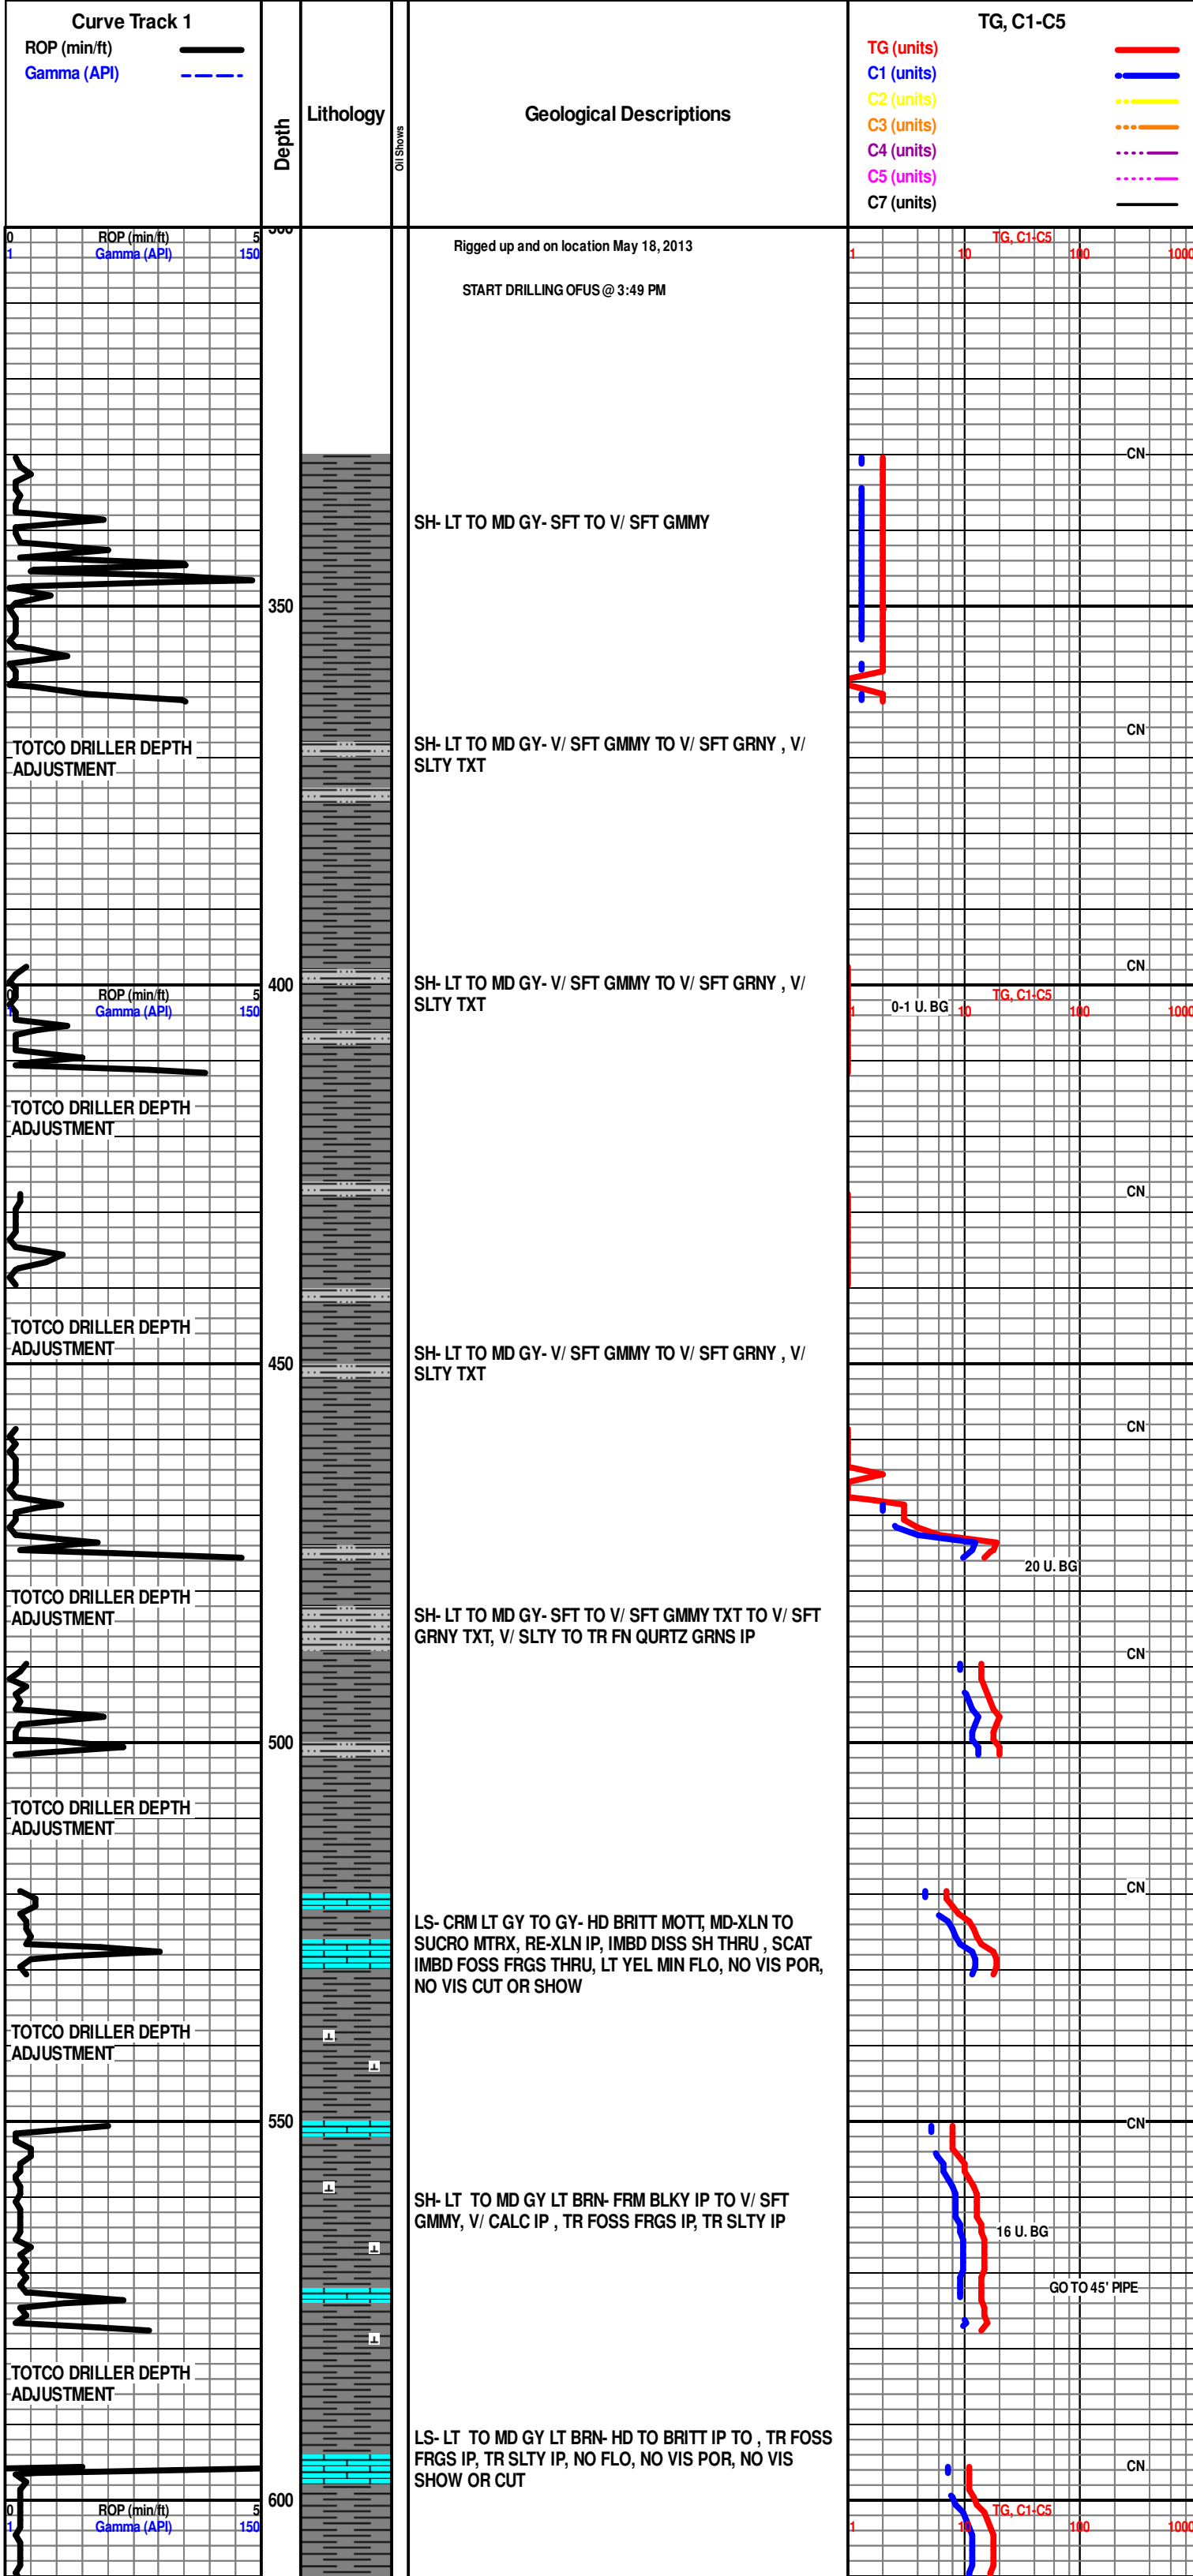 Curve Track 1
ROP (min/ft)
Gamma (API)
Depth
Lithology
Oil Shows
Geological Descriptions
TG, C1-C5
TG (units)
C1 (units)
C2 (units)
C3 (units)
C4 (units)
C5 (units)
C7 (units)
0 ROP (min/ft) 5
1 Gamma (API) 150
300
Rigged up and on location May 18, 2013
START DRILLING OFUS @ 3:49 PM
TG, C1-C5
1 10 100 1000
CN
SH- LT TO MD GY- SFT TO V/ SFT GMMY
350
CN
TOTCO DRILLER DEPTH
ADJUSTMENT
SH- LT TO MD GY- V/ SFT GMMY TO V/ SFT GRNY , V/
SLTY TXT
CN
400
0 ROP (min/ft) 5
1 Gamma (API) 150
SH- LT TO MD GY- V/ SFT GMMY TO V/ SFT GRNY , V/
SLTY TXT
TG, C1-C5
1 10 100 1000
0-1 U. BG
TOTCO DRILLER DEPTH
ADJUSTMENT
CN
TOTCO DRILLER DEPTH
ADJUSTMENT
450
SH- LT TO MD GY- V/ SFT GMMY TO V/ SFT GRNY , V/
SLTY TXT
CN
20 U. BG
TOTCO DRILLER DEPTH
ADJUSTMENT
SH- LT TO MD GY- SFT TO V/ SFT GMMY TXT TO V/ SFT
GRNY TXT, V/ SLTY TO TR FN QURTZ GRNS IP
CN
500
TOTCO DRILLER DEPTH
ADJUSTMENT
CN
LS- CRM LT GY TO GY- HD BRITT MOTT, MD-XLN TO
SUCRO MTRX, RE-XLN IP, IMBD DISS SH THRU , SCAT
IMBD FOSS FRGS THRU, LT YEL MIN FLO, NO VIS POR,
NO VIS CUT OR SHOW
TOTCO DRILLER DEPTH
ADJUSTMENT
550
CN
SH- LT TO MD GY LT BRN- FRM BLKY IP TO V/ SFT
GMMY, V/ CALC IP , TR FOSS FRGS IP, TR SLTY IP
16 U. BG
GO TO 45' PIPE
TOTCO DRILLER DEPTH
ADJUSTMENT
LS- LT TO MD GY LT BRN- HD TO BRITT IP TO , TR FOSS
FRGS IP, TR SLTY IP, NO FLO, NO VIS POR, NO VIS
SHOW OR CUT
CN
600
0 ROP (min/ft) 5
1 Gamma (API) 150
TG, C1-C5
1 10 100 1000